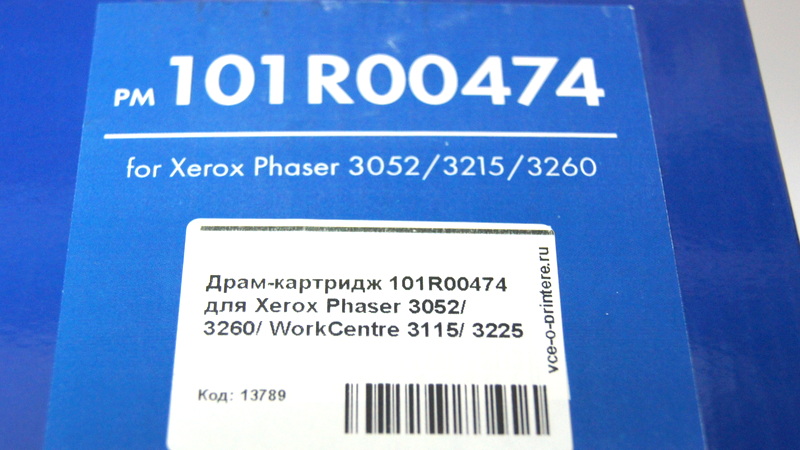 PM 101R00474
for Xerox Phaser 3052/3215/3260
Драм-картридж 101R00474
для Xerox Phaser 3052/
3260/ WorkCentre 3115/ 3225
vce-o-printere.ru
Код: 13789